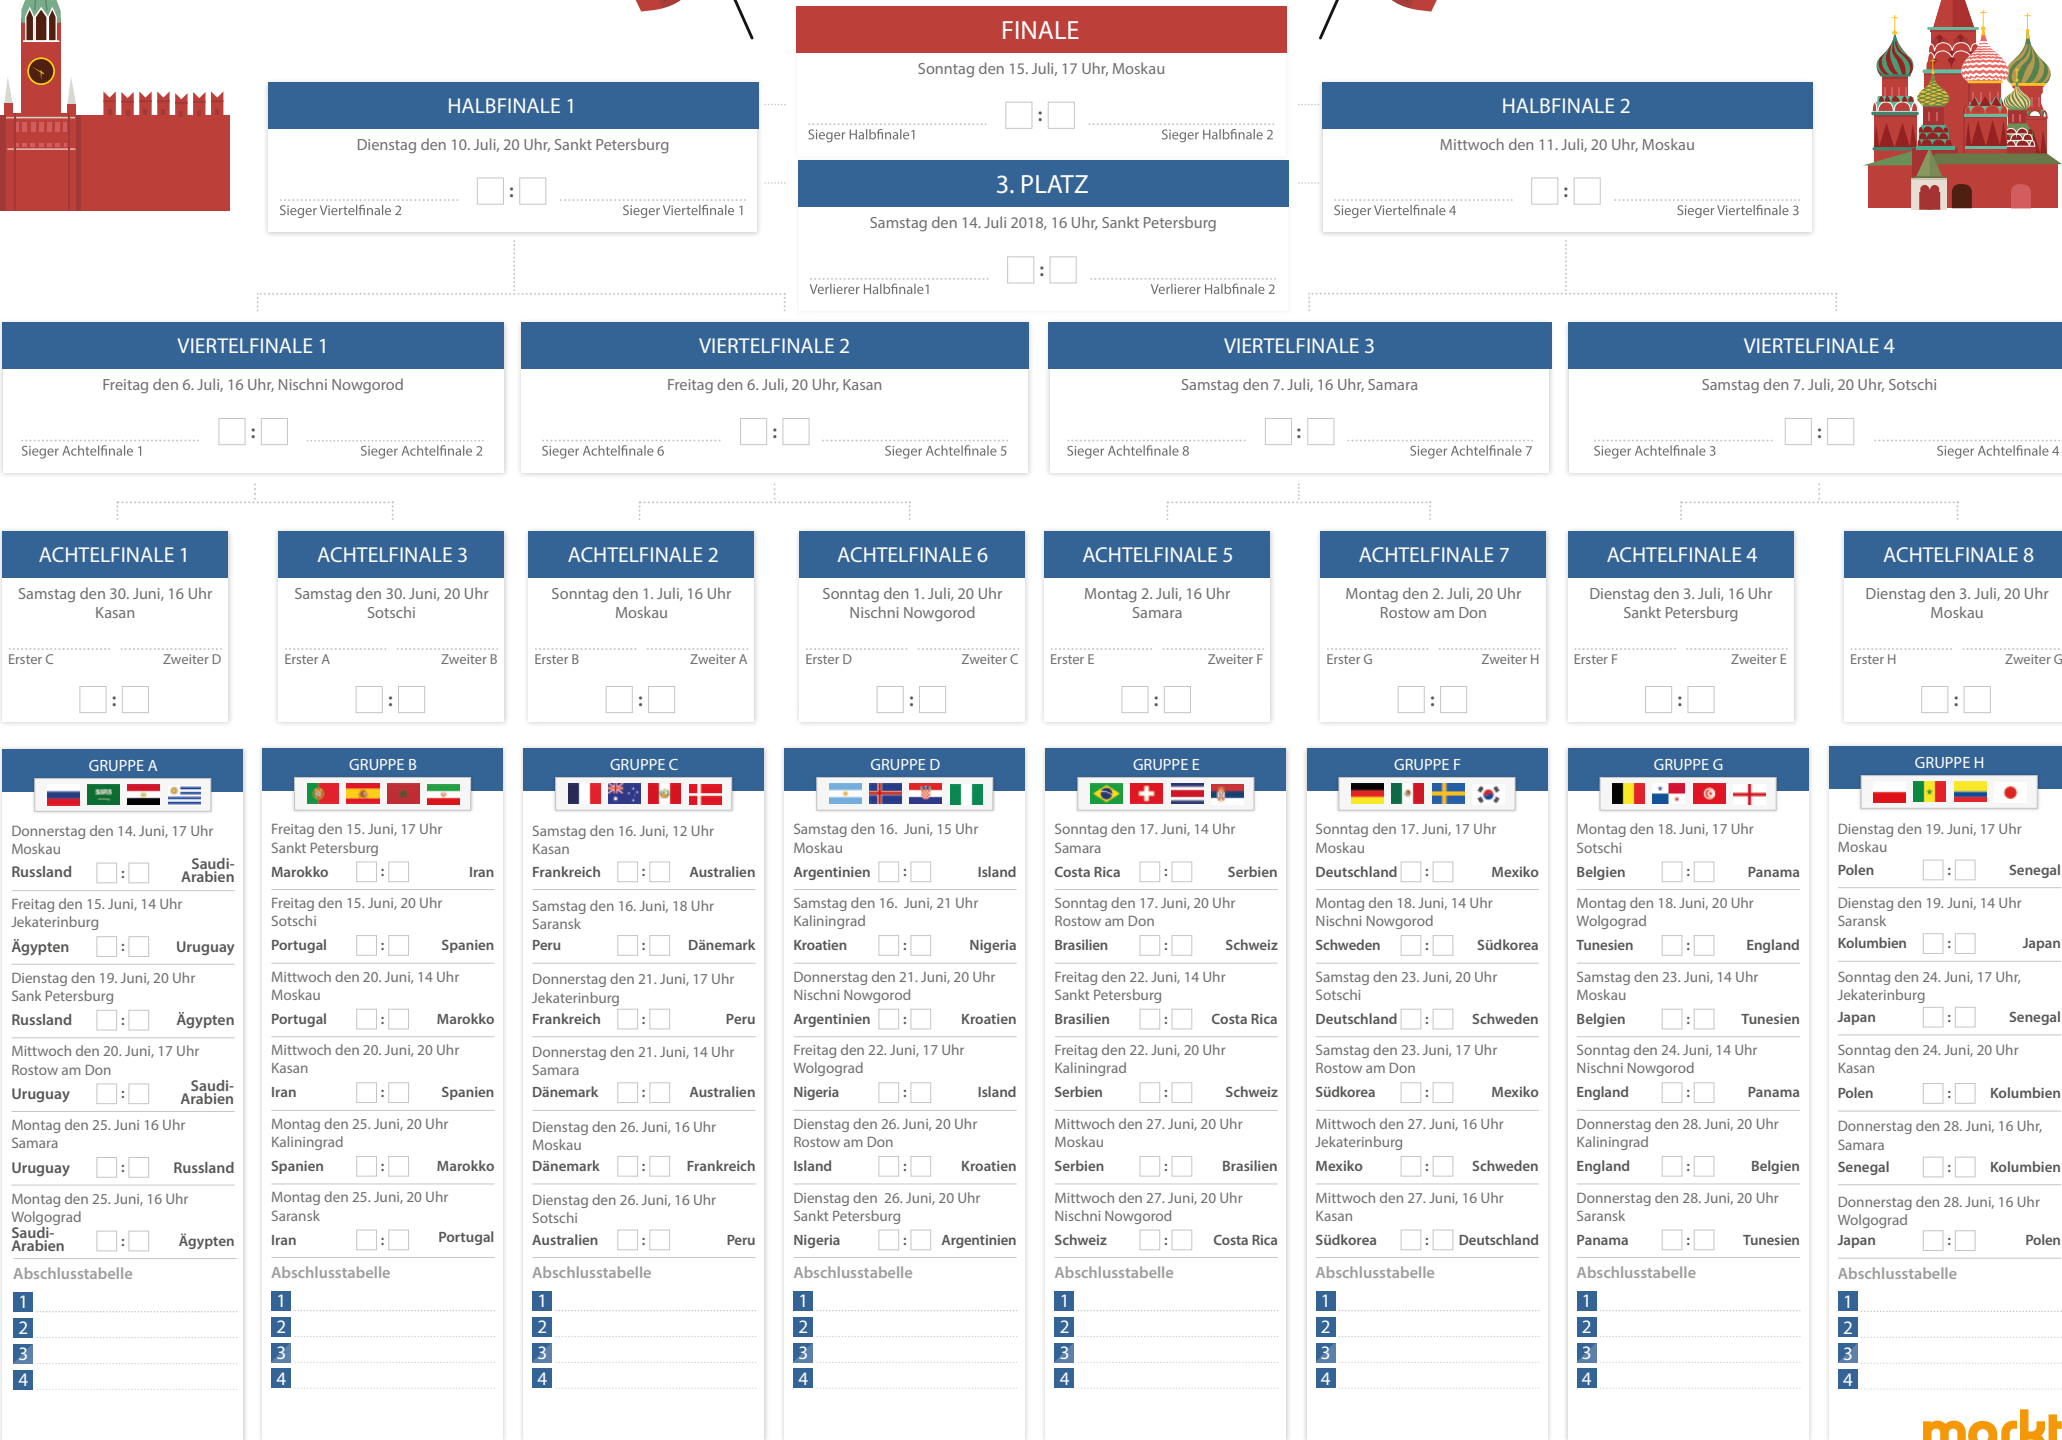 FINALE
Sonntag den 15. Juli, 17 Uhr, Moskau
:
Sieger Halbfinale1 Sieger Halbfinale 2
HALBFINALE 1
Dienstag den 10. Juli, 20 Uhr, Sankt Petersburg
:
Sieger Viertelfinale 2 Sieger Viertelfinale 1
3. PLATZ
Samstag den 14. Juli 2018, 16 Uhr, Sankt Petersburg
:
Verlierer Halbfinale1 Verlierer Halbfinale 2
HALBFINALE 2
Mittwoch den 11. Juli, 20 Uhr, Moskau
:
Sieger Viertelfinale 4 Sieger Viertelfinale 3
VIERTELFINALE 1
Freitag den 6. Juli, 16 Uhr, Nischni Nowgorod
:
Sieger Achtelfinale 1 Sieger Achtelfinale 2
VIERTELFINALE 2
Freitag den 6. Juli, 20 Uhr, Kasan
:
Sieger Achtelfinale 6 Sieger Achtelfinale 5
VIERTELFINALE 3
Samstag den 7. Juli, 16 Uhr, Samara
:
Sieger Achtelfinale 8 Sieger Achtelfinale 7
VIERTELFINALE 4
Samstag den 7. Juli, 20 Uhr, Sotschi
:
Sieger Achtelfinale 3 Sieger Achtelfinale 4
ACHTELFINALE 1
Samstag den 30. Juni, 16 Uhr
Kasan
Erster C Zweiter D
:
ACHTELFINALE 3
Samstag den 30. Juni, 20 Uhr
Sotschi
Erster A Zweiter B
:
ACHTELFINALE 2
Sonntag den 1. Juli, 16 Uhr
Moskau
Erster B Zweiter A
:
ACHTELFINALE 6
Sonntag den 1. Juli, 20 Uhr
Nischni Nowgorod
Erster D Zweiter C
:
ACHTELFINALE 5
Montag 2. Juli, 16 Uhr
Samara
Erster E Zweiter F
:
ACHTELFINALE 7
Montag den 2. Juli, 20 Uhr
Rostow am Don
Erster G Zweiter H
:
ACHTELFINALE 4
Dienstag den 3. Juli, 16 Uhr
Sankt Petersburg
Erster F Zweiter E
:
ACHTELFINALE 8
Dienstag den 3. Juli, 20 Uhr
Moskau
Erster H Zweiter G
:
GRUPPE A
Donnerstag den 14. Juni, 17 Uhr
Moskau
Russland : Saudi-
Arabien
Freitag den 15. Juni, 14 Uhr
Jekaterinburg
Ägypten : Uruguay
Dienstag den 19. Juni, 20 Uhr
Sank Petersburg
Russland : Ägypten
Mittwoch den 20. Juni, 17 Uhr
Rostow am Don
Uruguay : Saudi-
Arabien
Montag den 25. Juni 16 Uhr
Samara
Uruguay : Russland
Montag den 25. Juni, 16 Uhr
Wolgograd
Saudi-
Arabien : Ägypten
Abschlusstabelle
1
2
3
4
GRUPPE B
Freitag den 15. Juni, 17 Uhr
Sankt Petersburg
Marokko : Iran
Freitag den 15. Juni, 20 Uhr
Sotschi
Portugal : Spanien
Mittwoch den 20. Juni, 14 Uhr
Moskau
Portugal : Marokko
Mittwoch den 20. Juni, 20 Uhr
Kasan
Iran : Spanien
Montag den 25. Juni, 20 Uhr
Kaliningrad
Spanien : Marokko
Montag den 25. Juni, 20 Uhr
Saransk
Iran : Portugal
Abschlusstabelle
1
2
3
4
GRUPPE C
Samstag den 16. Juni, 12 Uhr
Kasan
Frankreich : Australien
Samstag den 16. Juni, 18 Uhr
Saransk
Peru : Dänemark
Donnerstag den 21. Juni, 17 Uhr
Jekaterinburg
Frankreich : Peru
Donnerstag den 21. Juni, 14 Uhr
Samara
Dänemark : Australien
Dienstag den 26. Juni, 16 Uhr
Moskau
Dänemark : Frankreich
Dienstag den 26. Juni, 16 Uhr
Sotschi
Australien : Peru
Abschlusstabelle
1
2
3
4
GRUPPE D
Samstag den 16. Juni, 15 Uhr
Moskau
Argentinien : Island
Samstag den 16. Juni, 21 Uhr
Kaliningrad
Kroatien : Nigeria
Donnerstag den 21. Juni, 20 Uhr
Nischni Nowgorod
Argentinien : Kroatien
Freitag den 22. Juni, 17 Uhr
Wolgograd
Nigeria : Island
Dienstag den 26. Juni, 20 Uhr
Rostow am Don
Island : Kroatien
Dienstag den 26. Juni, 20 Uhr
Sankt Petersburg
Nigeria : Argentinien
Abschlusstabelle
1
2
3
4
GRUPPE E
Sonntag den 17. Juni, 14 Uhr
Samara
Costa Rica : Serbien
Sonntag den 17. Juni, 20 Uhr
Rostow am Don
Brasilien : Schweiz
Freitag den 22. Juni, 14 Uhr
Sankt Petersburg
Brasilien : Costa Rica
Freitag den 22. Juni, 20 Uhr
Kaliningrad
Serbien : Schweiz
Mittwoch den 27. Juni, 20 Uhr
Moskau
Serbien : Brasilien
Mittwoch den 27. Juni, 20 Uhr
Nischni Nowgorod
Schweiz : Costa Rica
Abschlusstabelle
1
2
3
4
GRUPPE F
Sonntag den 17. Juni, 17 Uhr
Moskau
Deutschland : Mexiko
Montag den 18. Juni, 14 Uhr
Nischni Nowgorod
Schweden : Südkorea
Samstag den 23. Juni, 20 Uhr
Sotschi
Deutschland : Schweden
Samstag den 23. Juni, 17 Uhr
Rostow am Don
Südkorea : Mexiko
Mittwoch den 27. Juni, 16 Uhr
Jekaterinburg
Mexiko : Schweden
Mittwoch den 27. Juni, 16 Uhr
Kasan
Südkorea : Deutschland
Abschlusstabelle
1
2
3
4
GRUPPE G
Montag den 18. Juni, 17 Uhr
Sotschi
Belgien : Panama
Montag den 18. Juni, 20 Uhr
Wolgograd
Tunesien : England
Samstag den 23. Juni, 14 Uhr
Moskau
Belgien : Tunesien
Sonntag den 24. Juni, 14 Uhr
Nischni Nowgorod
England : Panama
Donnerstag den 28. Juni, 20 Uhr
Kaliningrad
England : Belgien
Donnerstag den 28. Juni, 20 Uhr
Saransk
Panama : Tunesien
Abschlusstabelle
1
2
3
4
GRUPPE H
Dienstag den 19. Juni, 17 Uhr
Moskau
Polen : Senegal
Dienstag den 19. Juni, 14 Uhr
Saransk
Kolumbien : Japan
Sonntag den 24. Juni, 17 Uhr,
Jekaterinburg
Japan : Senegal
Sonntag den 24. Juni, 20 Uhr
Kasan
Polen : Kolumbien
Donnerstag den 28. Juni, 16 Uhr,
Samara
Senegal : Kolumbien
Donnerstag den 28. Juni, 16 Uhr
Wolgograd
Japan : Polen
Abschlusstabelle
1
2
3
4
markt